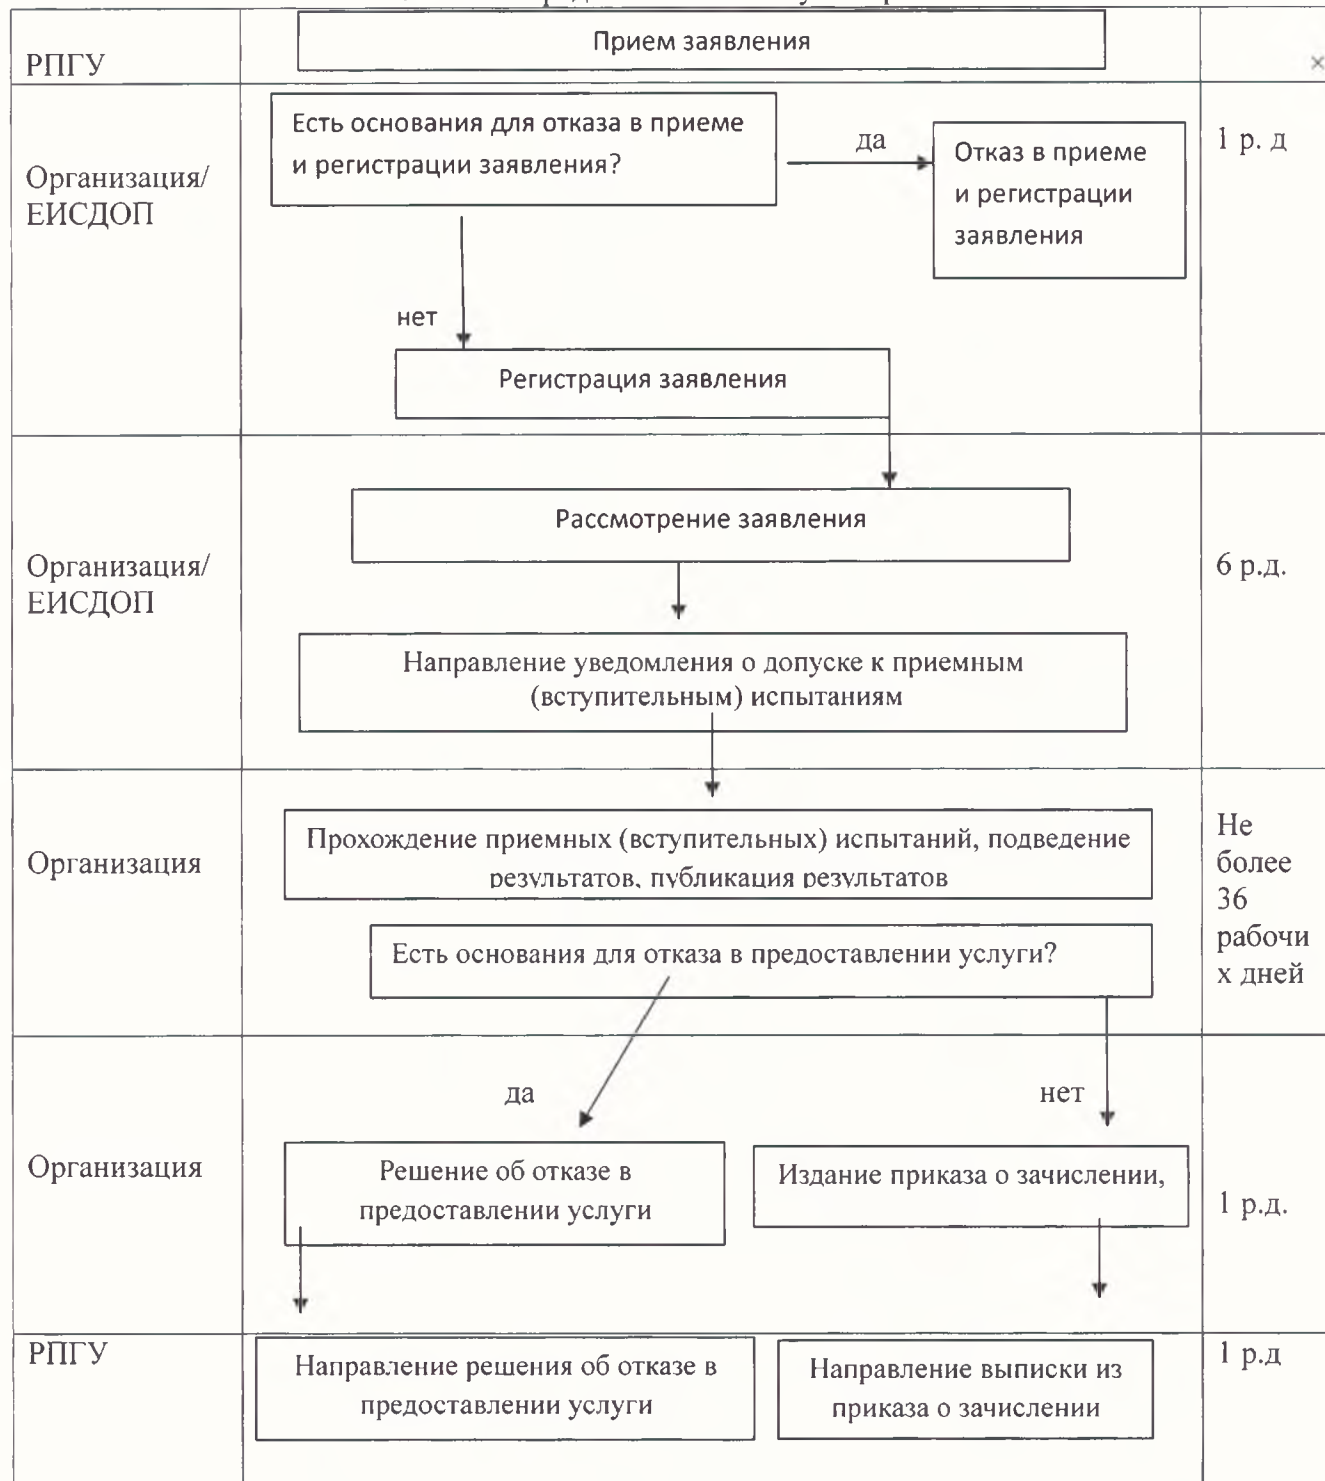 Прием заявления
РПГУ
Есть основания для отказа в приеме
и регистрации заявления?
да
Отказ в приеме
и регистрации
заявления
1 р. д
Организация/
ЕИСДОП
нет
Регистрация заявления
Рассмотрение заявления
Организация/
ЕИСДОП
6 р.д.
Направление уведомления о допуске к приемным
(вступительным) испытаниям
Прохождение приемных (вступительных) испытаний, подведение
результатов, публикация результатов
Организация
Не
более
36
рабочи
х дней
Есть основания для отказа в предоставлении услуги?
да
нет
Организация
Решение об отказе в
предоставлении услуги
Издание приказа о зачислении,
1 р.д.
РПГУ
Направление решения об отказе в
предоставлении услуги
Направление выписки из
приказа о зачислении
1 р.д